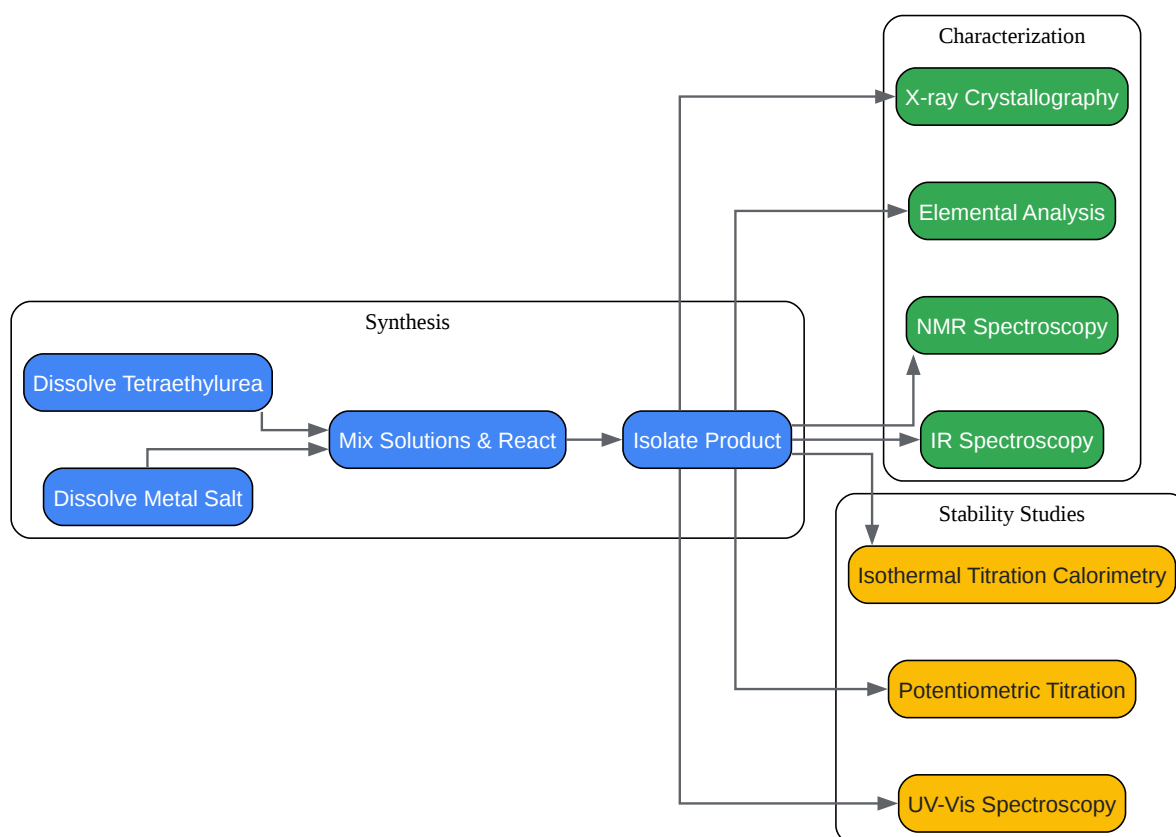 Characterization
X-ray Crystallography
Elemental Analysis
NMR Spectroscopy
IR Spectroscopy
Synthesis
Dissolve Tetraethylurea
Mix Solutions & React
Isolate Product
Dissolve Metal Salt
Stability Studies
Isothermal Titration Calorimetry
Potentiometric Titration
UV-Vis Spectroscopy